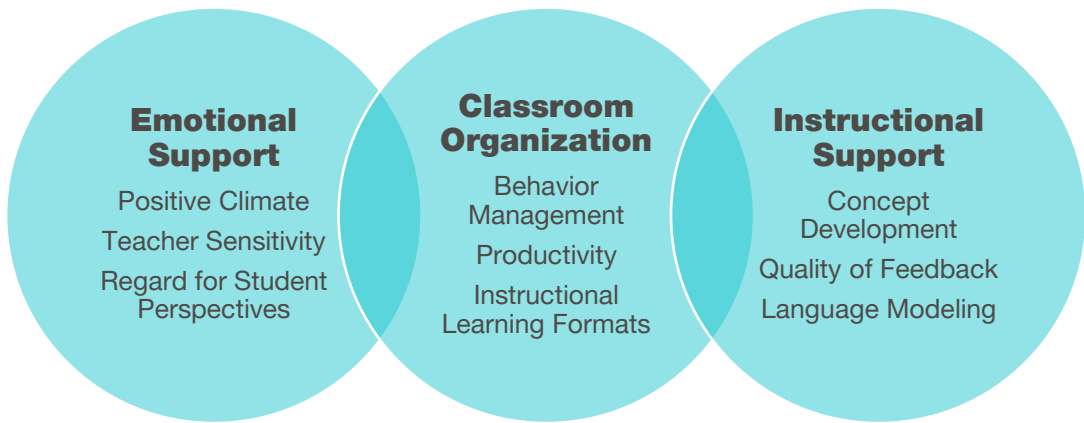 Emotional
Support
Positive Climate
Teacher Sensitivity
Regard for Student
Perspectives
Classroom
Organization
Behavior
Management
Productivity
Instructional
Learning Formats
Instructional
Support
Concept
Development
Quality of Feedback
Language Modeling